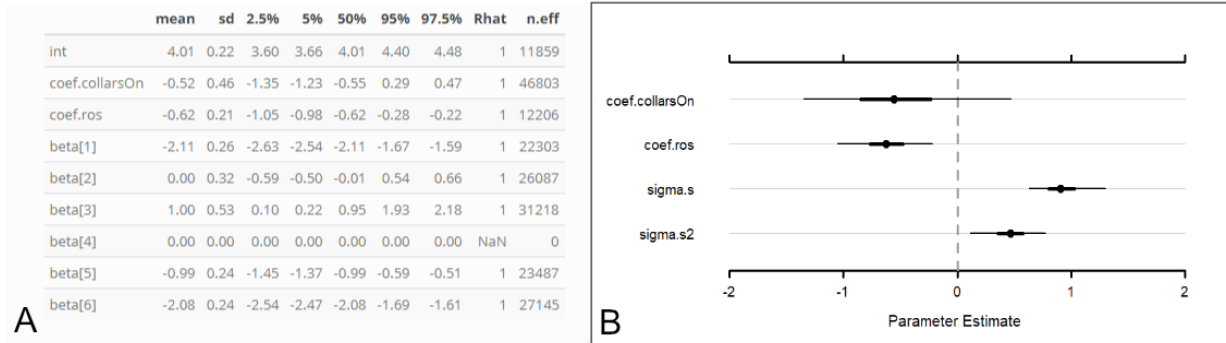 mean sd 2.5% 5% 50% 95% 97.5% Rhat n.eff
int 4.01 0.22 3.60 3.66 4.01 4.40 4.48 1 11859
coef.collarsOn -0.52 0.46 -1.35 -1.23 -0.55 0.29 0.47 1 46803
coef.ros -0.62 0.21 -1.05 -0.98 -0.62 -0.28 -0.22 1 12206
beta[1] -2.11 0.26 -2.63 -2.54 -2.11 -1.67 -1.59 1 22303
beta[2] 0.00 0.32 -0.59 -0.50 -0.01 0.54 0.66 1 26087
beta[3] 1.00 0.53 0.10 0.22 0.95 1.93 2.18 1 31218
beta[4] 0.00 0.00 0.00 0.00 0.00 0.00 0.00 NaN 0
beta[5] -0.99 0.24 -1.45 -1.37 -0.99 -0.59 -0.51 1 23487
beta[6] -2.08 0.24 -2.54 -2.47 -2.08 -1.69 -1.61 1 27145
A
-2 -1 0 1 2
coef.collarsOn
coef.ros
sigma.s
sigma.s2
-2 -1 0 1 2
Parameter Estimate
B